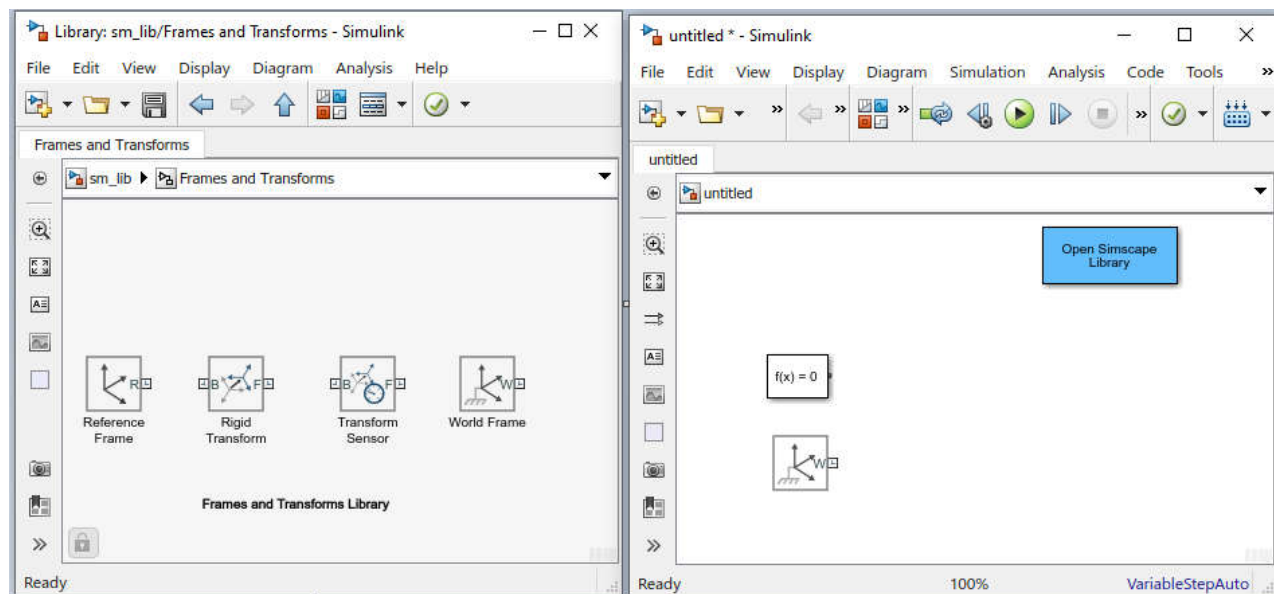 Library: sm_lib/Frames and Transforms - Simulink
File Edit View Display Diagram Analysis Help
Frames and Transforms
sm_lib Frames and Transforms
R
B F
B F
W
Reference
Frame
Rigid
Transform
Transform
Sensor
World Frame
Frames and Transforms Library
Ready
untitled * - Simulink
File Edit View Display Diagram Simulation Analysis Code Tools »
untitled
untitled
Open Simscape
Library
f(x) = 0
W
Ready 100% VariableStepAuto